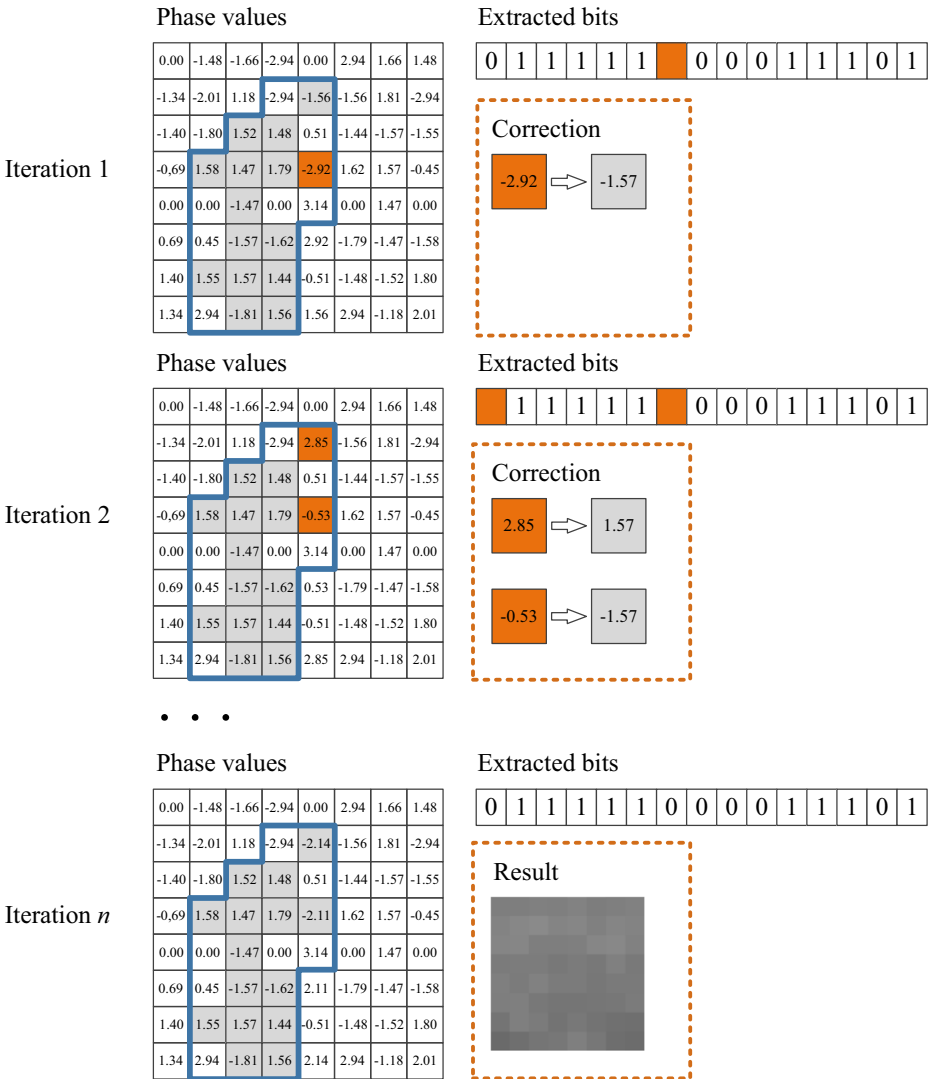 Phase values
Extracted bits
0.00 -1.48 -1.66 -2.94 0.00 2.94 1.66 1.48
0 1 1 1 1 1 0 0 0 1 1 1 0 1
-1.34 -2.01 1.18 -2.94 -1.56 -1.56 1.81 -2.94
-1.40 -1.80 1.52 1.48 0.51 -1.44 -1.57 -1.55
Correction
Iteration 1
-0,69 1.58 1.47 1.79 -2.92 1.62 1.57 -0.45
-2.92 -1.57
0.00 0.00 -1.47 0.00 3.14 0.00 1.47 0.00
0.69 0.45 -1.57 -1.62 2.92 -1.79 -1.47 -1.58
1.40 1.55 1.57 1.44 -0.51 -1.48 -1.52 1.80
1.34 2.94 -1.81 1.56 1.56 2.94 -1.18 2.01
Phase values
Extracted bits
0.00 -1.48 -1.66 -2.94 0.00 2.94 1.66 1.48
1 1 1 1 1 0 0 0 1 1 1 0 1
-1.34 -2.01 1.18 -2.94 2.85 -1.56 1.81 -2.94
-1.40 -1.80 1.52 1.48 0.51 -1.44 -1.57 -1.55
Correction
Iteration 2
-0,69 1.58 1.47 1.79 -0.53 1.62 1.57 -0.45
2.85 1.57
0.00 0.00 -1.47 0.00 3.14 0.00 1.47 0.00
0.69 0.45 -1.57 -1.62 0.53 -1.79 -1.47 -1.58
-0.53 -1.57
1.40 1.55 1.57 1.44 -0.51 -1.48 -1.52 1.80
1.34 2.94 -1.81 1.56 2.85 2.94 -1.18 2.01
. . .
Phase values
Extracted bits
0.00 -1.48 -1.66 -2.94 0.00 2.94 1.66 1.48
0 1 1 1 1 1 0 0 0 0 1 1 1 0 1
-1.34 -2.01 1.18 -2.94 -2.14 -1.56 1.81 -2.94
-1.40 -1.80 1.52 1.48 0.51 -1.44 -1.57 -1.55
Result
Iteration n
-0,69 1.58 1.47 1.79 -2.11 1.62 1.57 -0.45
0.00 0.00 -1.47 0.00 3.14 0.00 1.47 0.00
0.69 0.45 -1.57 -1.62 2.11 -1.79 -1.47 -1.58
1.40 1.55 1.57 1.44 -0.51 -1.48 -1.52 1.80
1.34 2.94 -1.81 1.56 2.14 2.94 -1.18 2.01